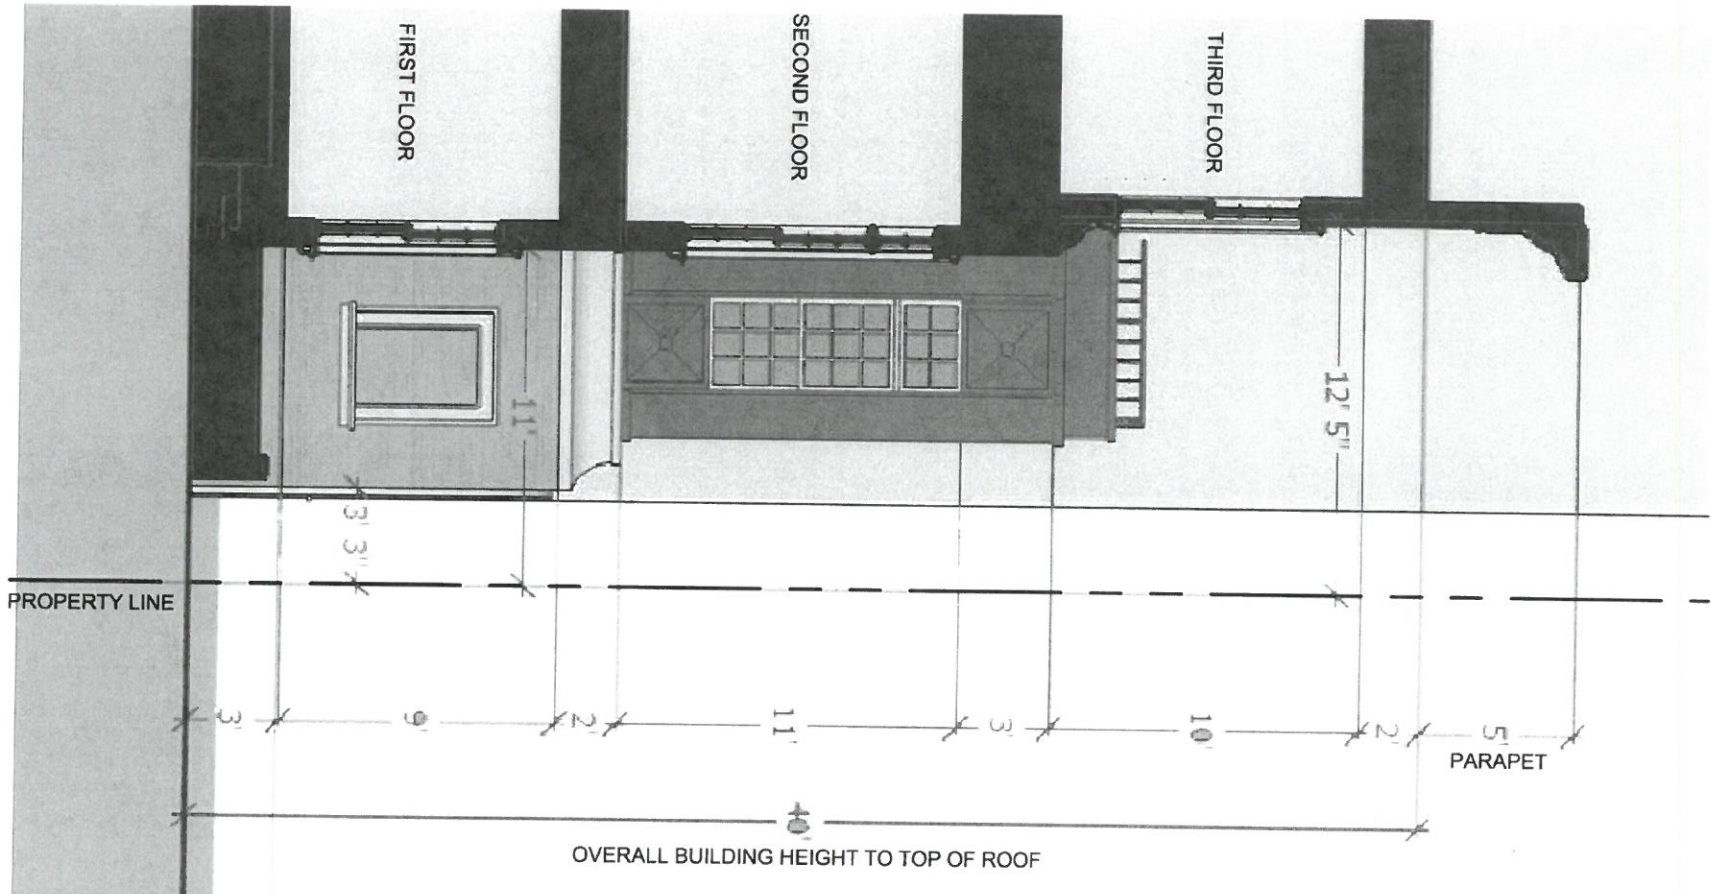 FIRST FLOOR
SECOND FLOOR
THIRD FLOOR
12' 5"
11'
3' 3"
PROPERTY LINE
3'
9'
2'
11'
3'
10'
2'
5'
PARAPET
40'
OVERALL BUILDING HEIGHT TO TOP OF ROOF